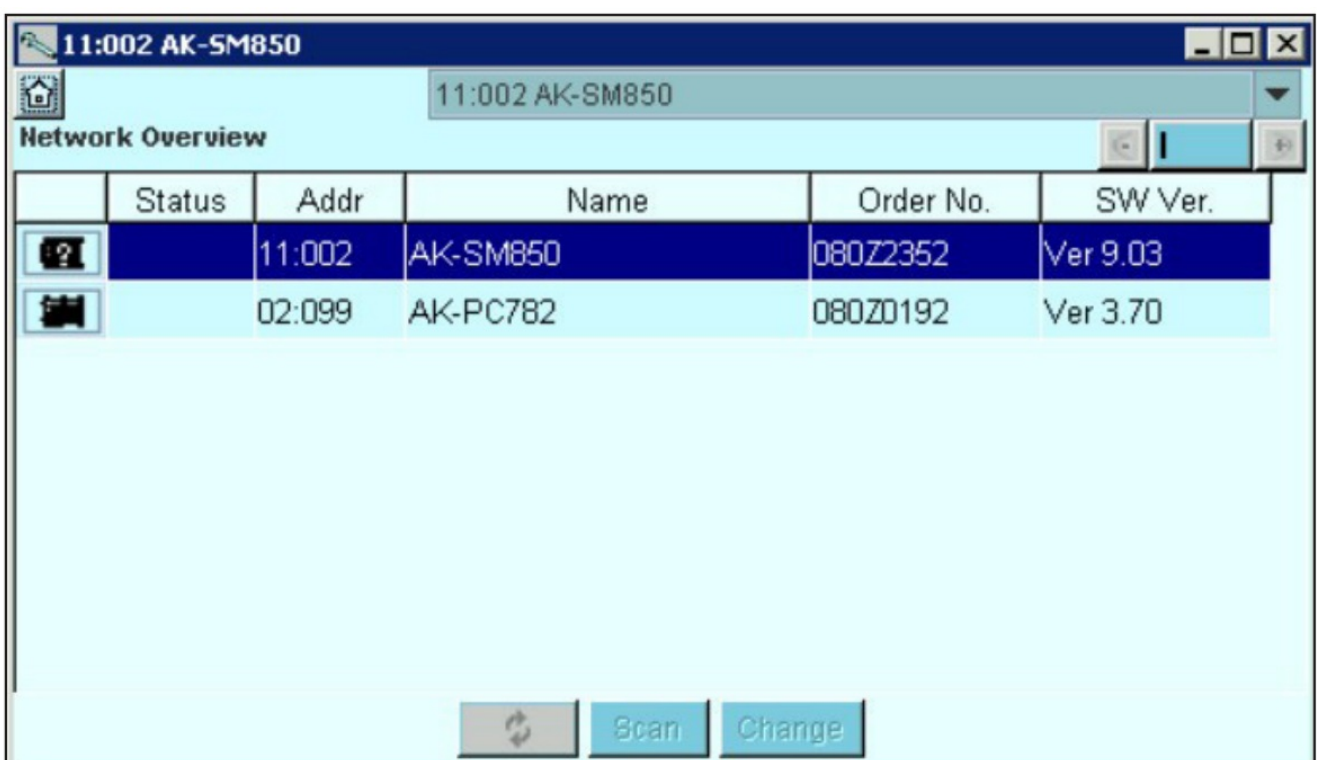 11:002 AK-SM850
11:002 AK-SM850
Network Overview
Status Addr Name Order No. SW Ver.
? 11:002 AK-SM850 080Z2352 Ver 9.03
02:099 AK-PC782 080Z0192 Ver 3.70
Scan Change